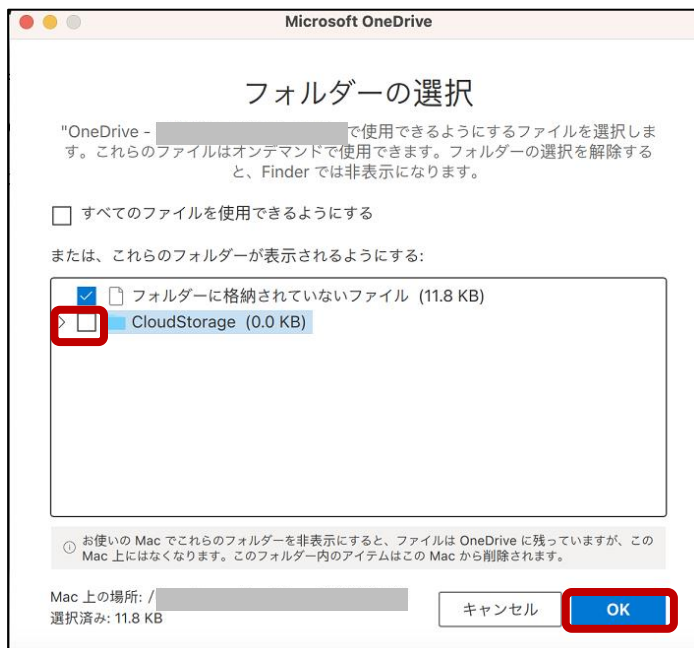 Microsoft OneDrive
フォルダーの選択
"OneDrive - で使用できるようにするファイルを選択しま
す。これらのファイルはオンデマンドで使用できます。フォルダーの選択を解除する
と、Finder では非表示になります。
すべてのファイルを使用できるようにする
または、これらのフォルダーが表示されるようにする:
フォルダーに格納されていないファイル (11.8 KB)
CloudStorage (0.0 KB)
お使いの Mac でこれらのフォルダーを非表示にすると、ファイルは OneDrive に残っていますが、この
Mac 上にはなくなります。このフォルダー内のアイテムはこの Mac から削除されます。
Mac 上の場所: /
選択済み: 11.8 KB
キャンセル
OK